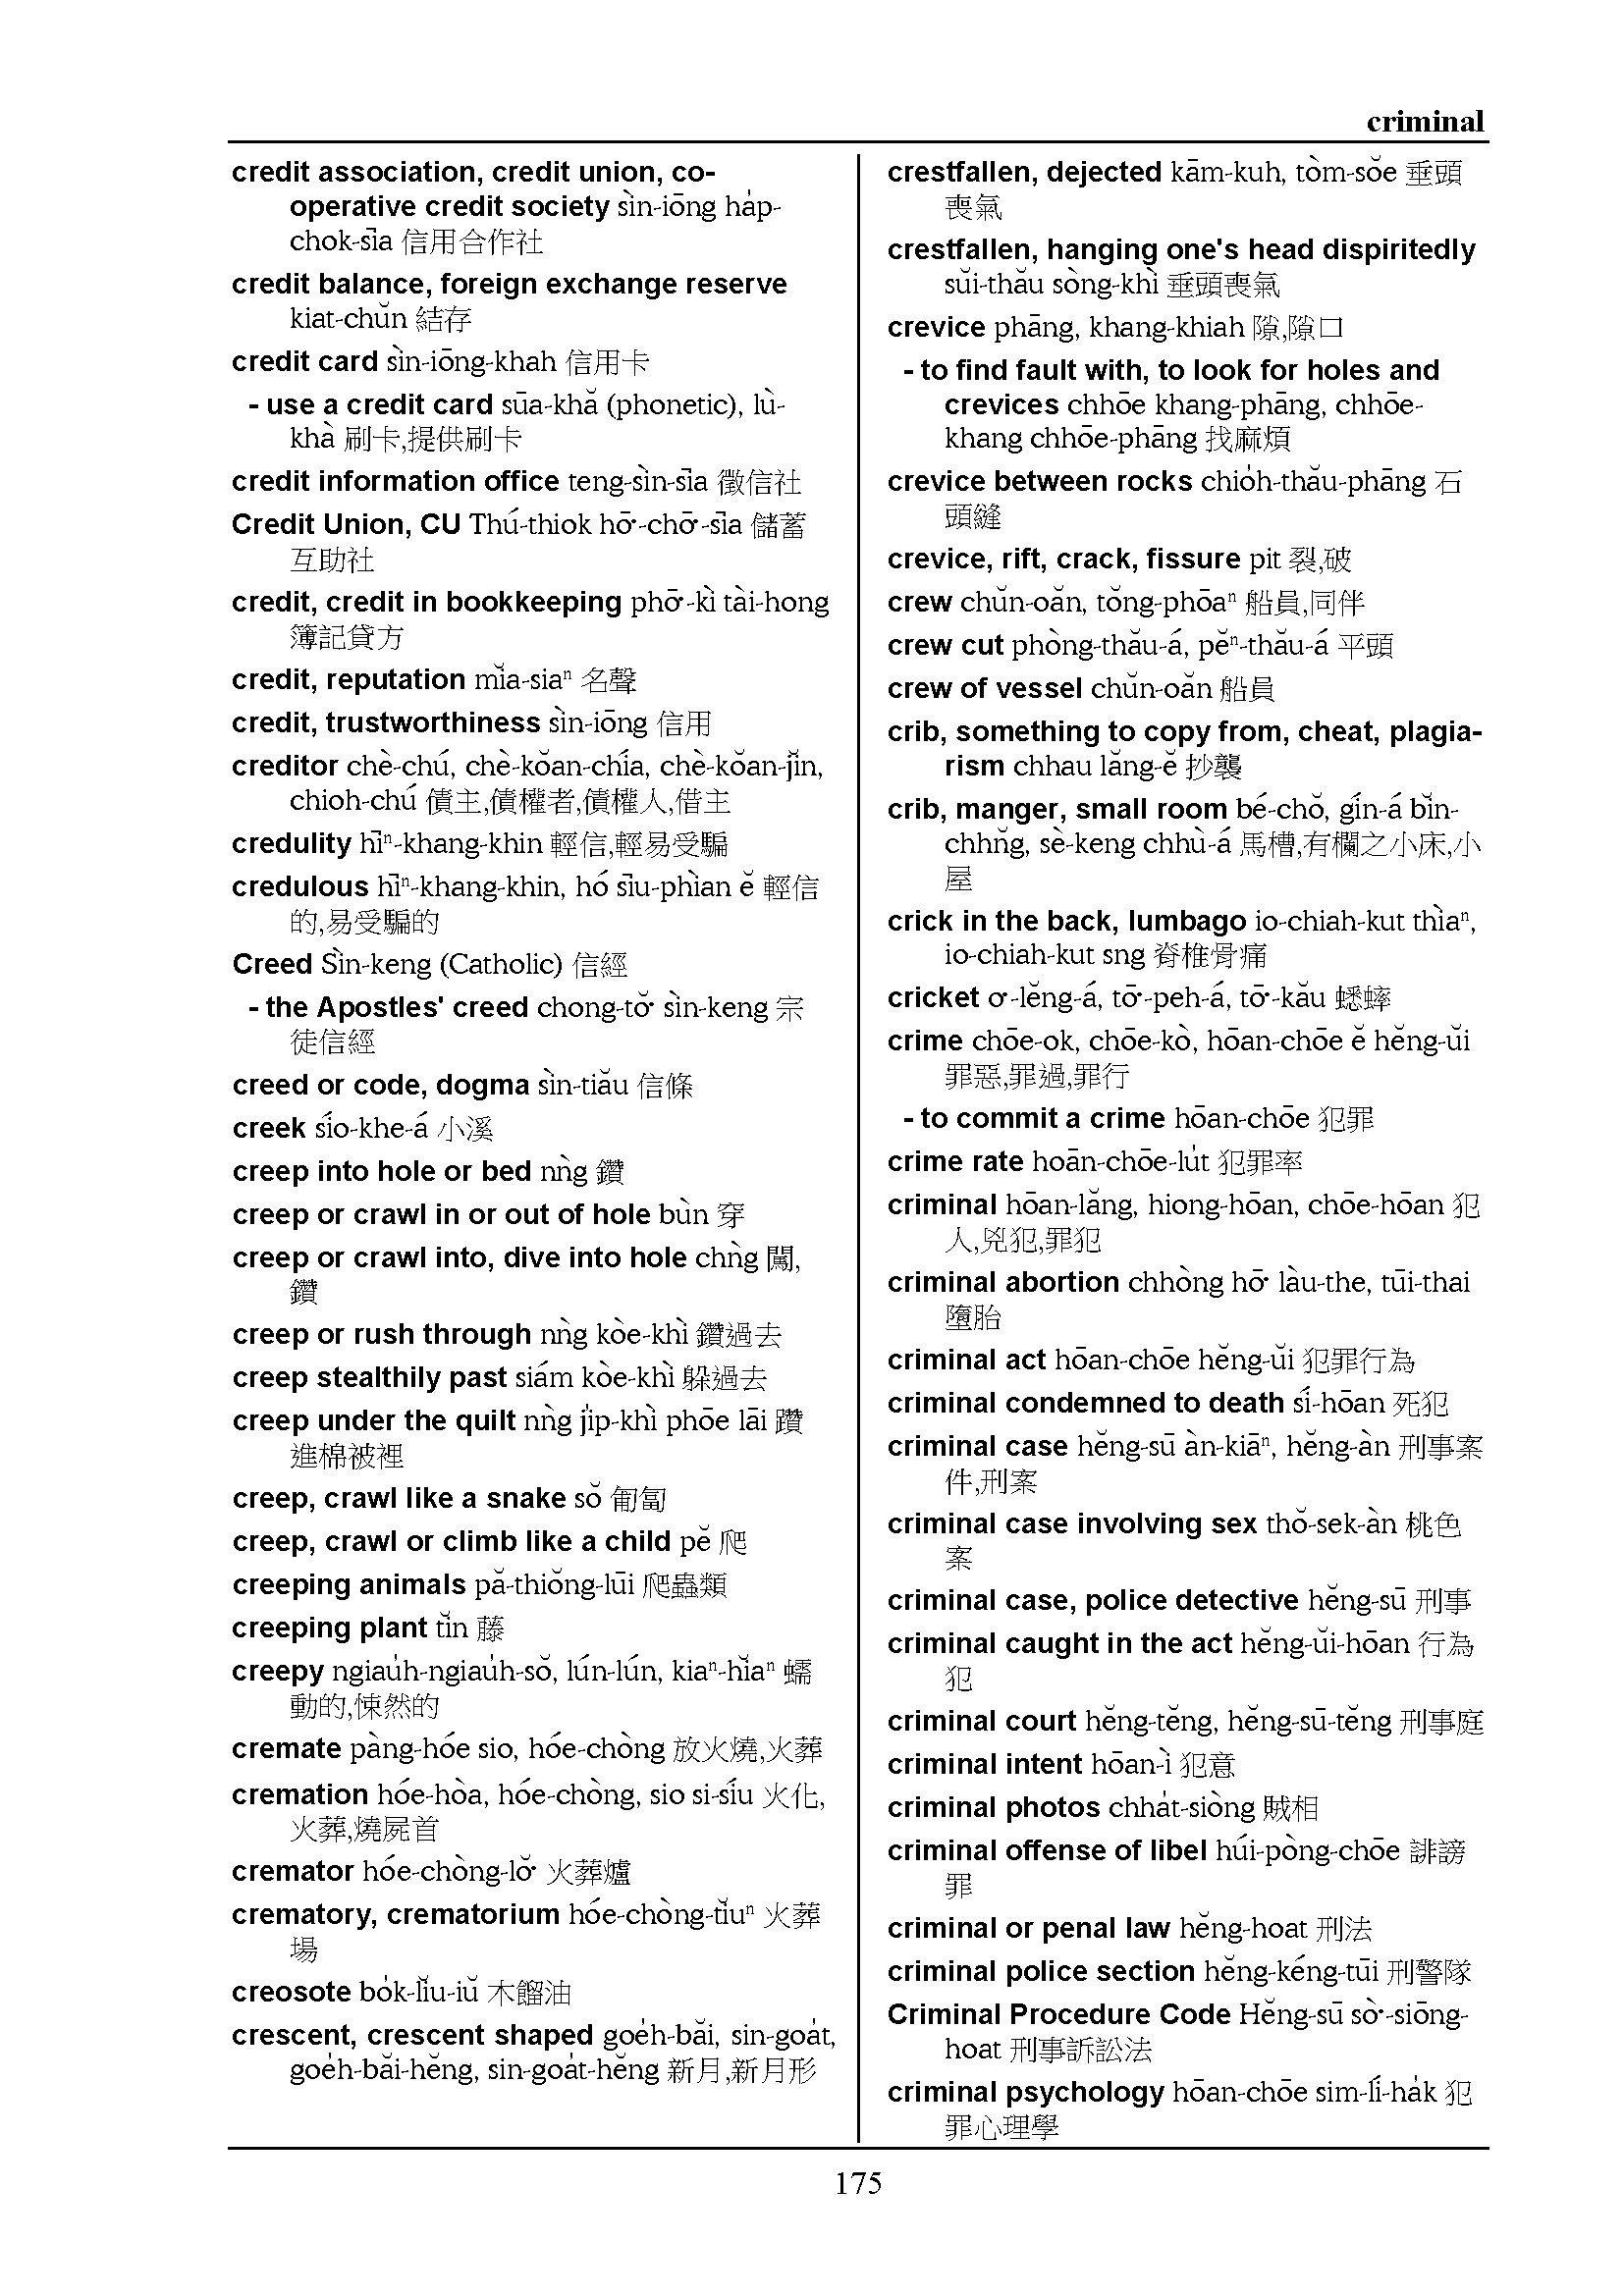 criminal
credit association, credit union, co-
operative credit society sìn-iōng ha̍p-
chok-sīa 信用合作社
credit balance, foreign exchange reserve
kiat-chŭn 結存
credit card sìn-iōng-khah 信用卡
- use a credit card sūa-khă (phonetic), lù-
khà 刷卡,提供刷卡
credit information office teng-sìn-sīa 徵信社
Credit Union, CU Thú-thiok hō͘-chō͘-sīa 儲蓄
互助社
credit, credit in bookkeeping phō͘-kì tài-hong
簿記貸方
credit, reputation mĭa-siaⁿ 名聲
credit, trustworthiness sìn-iōng 信用
creditor chè-chú, chè-kŏan-chía, chè-kŏan-jĭn,
chioh-chú 債主,債權者,債權人,借主
credulity hīⁿ-khang-khin 輕信,輕易受騙
credulous hīⁿ-khang-khin, hó sīu-phìan ĕ 輕信
的,易受騙的
Creed Sìn-keng (Catholic) 信經
- the Apostles' creed chong-tŏ͘ sìn-keng 宗
徒信經
creed or code, dogma sìn-tiău 信條
creek sío-khe-á 小溪
creep into hole or bed nǹg 鑽
creep or crawl in or out of hole bùn 穿
creep or crawl into, dive into hole chǹg 闖,
鑽
creep or rush through nǹg kòe-khì 鑽過去
creep stealthily past siám kòe-khì 躲過去
creep under the quilt nǹg ji̍p-khì phōe lāi 躦
進棉被裡
creep, crawl like a snake sŏ 匍匐
creep, crawl or climb like a child pĕ 爬
creeping animals pă-thiŏng-lūi 爬蟲類
creeping plant tĭn 藤
creepy ngiau̍h-ngiau̍h-sŏ, lún-lún, kiaⁿ-hĭaⁿ 蠕
動的,悚然的
cremate pàng-hóe sio, hóe-chòng 放火燒,火葬
cremation hóe-hòa, hóe-chòng, sio si-síu 火化,
火葬,燒屍首
cremator hóe-chòng-lŏ͘ 火葬爐
crematory, crematorium hóe-chòng-tĭuⁿ 火葬
場
creosote bo̍k-lĭu-iŭ 木餾油
crescent, crescent shaped goe̍h-băi, sin-goa̍t,
goe̍h-băi-hĕng, sin-goa̍t-hĕng 新月,新月形
crestfallen, dejected kām-kuh, tòm-sŏe 垂頭
喪氣
crestfallen, hanging one's head dispiritedly
sŭi-thău sòng-khì 垂頭喪氣
crevice phāng, khang-khiah 隙,隙口
- to find fault with, to look for holes and
crevices chhōe khang-phāng, chhōe-
khang chhōe-phāng 找麻煩
crevice between rocks chio̍h-thău-phāng 石
頭縫
crevice, rift, crack, fissure pit 裂,破
crew chŭn-oăn, tŏng-phōaⁿ 船員,同伴
crew cut phòng-thău-á, pĕⁿ-thău-á 平頭
crew of vessel chŭn-oăn 船員
crib, something to copy from, cheat, plagia-
rism chhau lăng-ĕ 抄襲
crib, manger, small room bé-chŏ, gín-á bĭn-
chhn̆g, sè-keng chhù-á 馬槽,有欄之小床,小
屋
crick in the back, lumbago io-chiah-kut thìaⁿ,
io-chiah-kut sng 脊椎骨痛
cricket o͘-lĕng-á, tō͘-peh-á, tō͘-kău 蟋蟀
crime chōe-ok, chōe-kò, hōan-chōe ĕ hĕng-ŭi
罪惡,罪過,罪行
- to commit a crime hōan-chōe 犯罪
crime rate hoān-chōe-lu̍t 犯罪率
criminal hōan-lăng, hiong-hōan, chōe-hōan 犯
人,兇犯,罪犯
criminal abortion chhòng hō͘ làu-the, tūi-thai
墮胎
criminal act hōan-chōe hĕng-ŭi 犯罪行為
criminal condemned to death sí-hōan 死犯
criminal case hĕng-sū àn-kiāⁿ, hĕng-àn 刑事案
件,刑案
criminal case involving sex thŏ-sek-àn 桃色
案
criminal case, police detective hĕng-sū 刑事
criminal caught in the act hĕng-ŭi-hōan 行為
犯
criminal court hĕng-tĕng, hĕng-sū-tĕng 刑事庭
criminal intent hōan-ì 犯意
criminal photos chha̍t-siòng 賊相
criminal offense of libel húi-pòng-chōe 誹謗
罪
criminal or penal law hĕng-hoat 刑法
criminal police section hĕng-kéng-tūi 刑警隊
Criminal Procedure Code Hĕng-sū sò͘-siōng-
hoat 刑事訴訟法
criminal psychology hōan-chōe sim-lí-ha̍k 犯
罪心理學
175